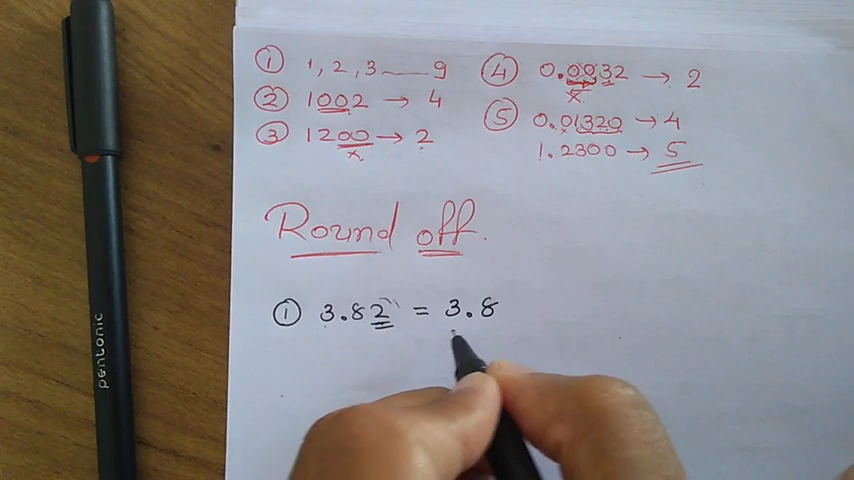 ① 1, 2, 3 —— 9
② 1002 → 4
③ 1200 → 2
x
④ 0.0032 → 2
x
⑤ 0.01320 → 4
1.2300 → 5
Round off.
① 3.82 = 3.8
pentonic